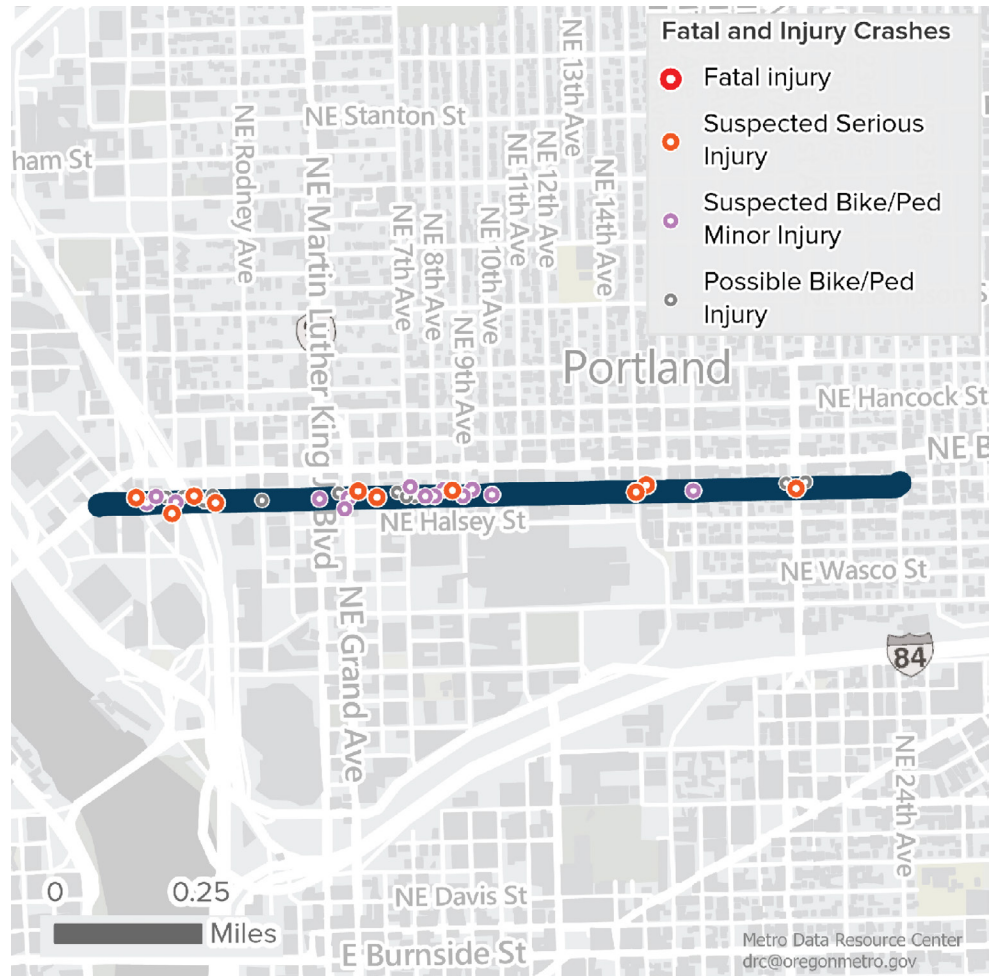 Fatal and Injury Crashes
Fatal injury
Suspected Serious
Injury
Suspected Bike/Ped
Minor Injury
Possible Bike/Ped
Injury
NE 13th Ave
NE Stanton St
NE Rodney Ave
ham St
NE 11th Ave
NE 12th Ave
NE 14th Ave
NE Martin Luther King J Blvd
NE 7th Ave
NE 8th Ave
NE 10th Ave
NE 9th Ave
Portland
NE Hancock St
NE B
NE Halsey St
NE Wasco St
NE Grand Ave
84
NE 24th Ave
NE Davis St
E Burnside St
0 0.25
Miles
Metro Data Resource Center
drc@oregonmetro.gov